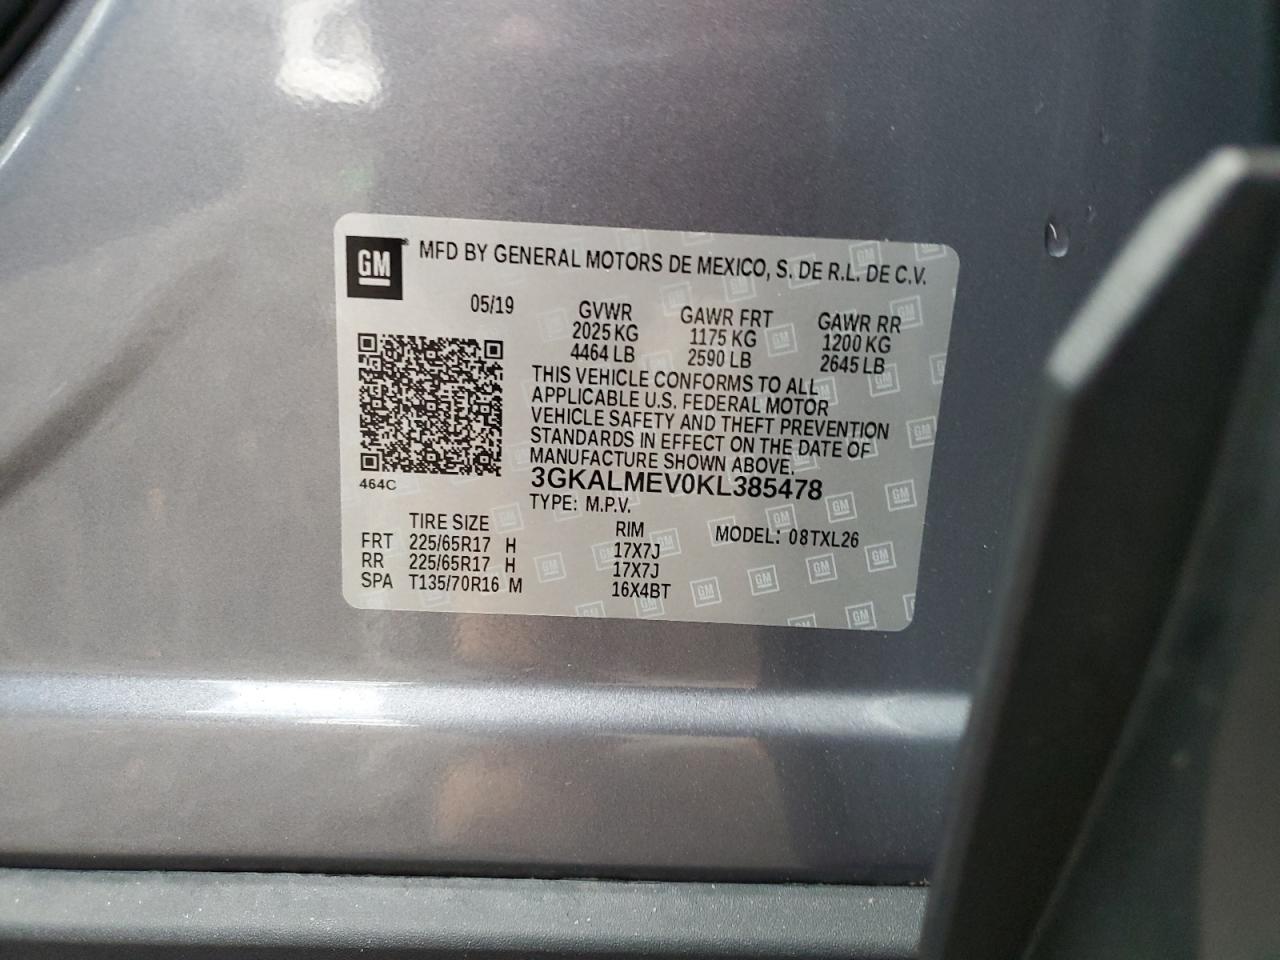 GM
MFD BY GENERAL MOTORS DE MEXICO, S. DE R.L. DE C.V.
05/19 GVWR GAWR FRT GAWR RR
2025 KG 1175 KG 1200 KG
4464 LB 2590 LB 2645 LB
THIS VEHICLE CONFORMS TO ALL
APPLICABLE U.S. FEDERAL MOTOR
VEHICLE SAFETY AND THEFT PREVENTION
STANDARDS IN EFFECT ON THE DATE OF
MANUFACTURE SHOWN ABOVE.
464C
3GKALMEV0KL385478
TYPE: M.P.V.
TIRE SIZE RIM MODEL: 08TXL26
FRT 225/65R17 H 17X7J
RR 225/65R17 H 17X7J
SPA T135/70R16 M 16X4BT